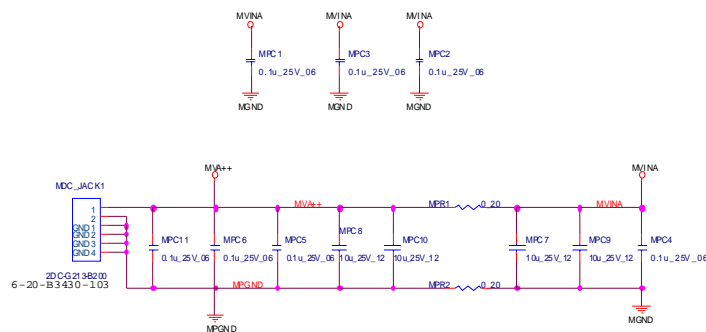 MVINA MVINA MVINA
MPC1 MPC3 MPC2
0.1u_25V_06 0.1u_25V_06 0.1u_25V_06
MGND MGND MGND
MVA++ MVINA
MDC_JACK1
1 MVA++ MPR1 0_20 MVINA
2
GND1
GND2
GND3
GND4
MPC11 MPC6 MPC5 MPC8 MPC10 MPC7 MPC9 MPC4
0.1u_25V_06 0.1u_25V_06 0.1u_25V_06 10u_25V_12 10u_25V_12 10u_25V_12 10u_25V_12 0.1u_25V_06
2DC-G213-B200
6-20-B3430-103
MPGND MPR2 0_20
MPGND MGND